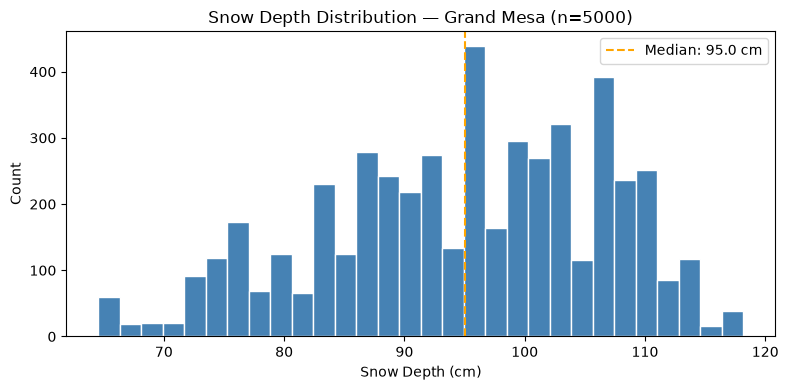 Snow Depth Distribution — Grand Mesa (n=5000)
Median: 95.0 cm
Count
400
300
200
100
0
70 80 90 100 110 120
Snow Depth (cm)